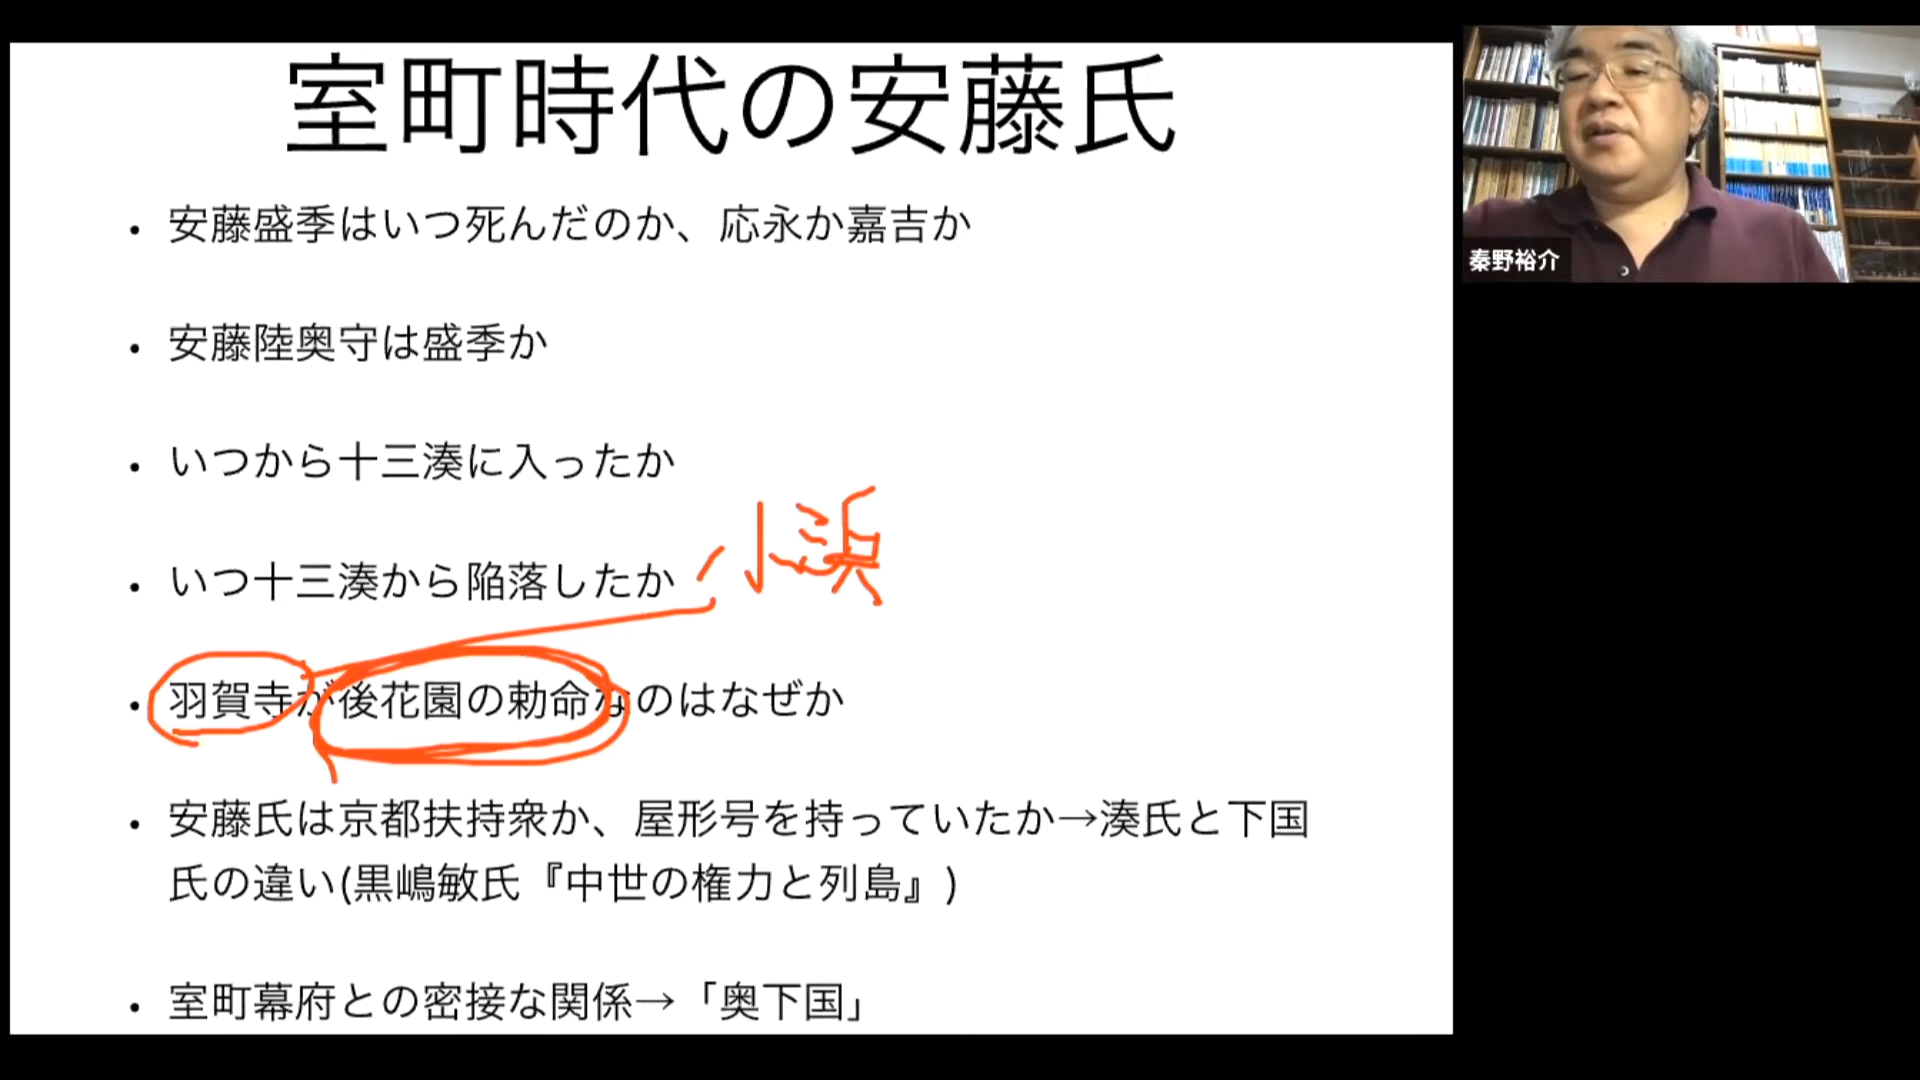 室町時代の安藤氏
・安藤盛季はいつ死んだのか、応永か嘉吉か
・安藤陸奥守は盛季か
・いつから十三湊に入ったか
小浜
・いつ十三湊から陥落したか
・羽賀寺が後花園の勅命なのはなぜか
・安藤氏は京都扶持衆か、屋形号を持っていたか→湊氏と下国
氏の違い(黒嶋敏氏『中世の権力と列島』)
・室町幕府との密接な関係→「奥下国」
秦野裕介